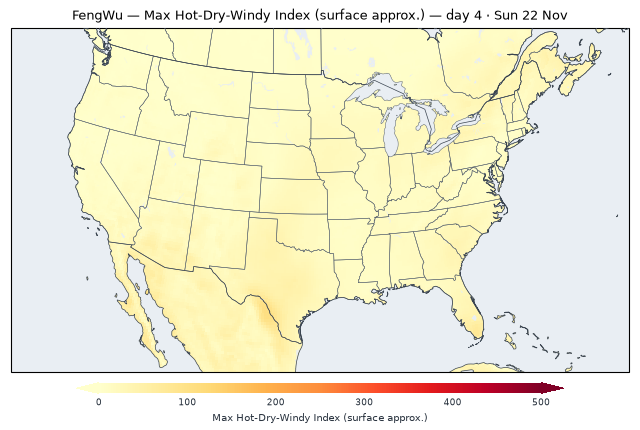 FengWu — Max Hot-Dry-Windy Index (surface approx.) — day 4 · Sun 22 Nov
0 100 200 300 400 500
Max Hot-Dry-Windy Index (surface approx.)